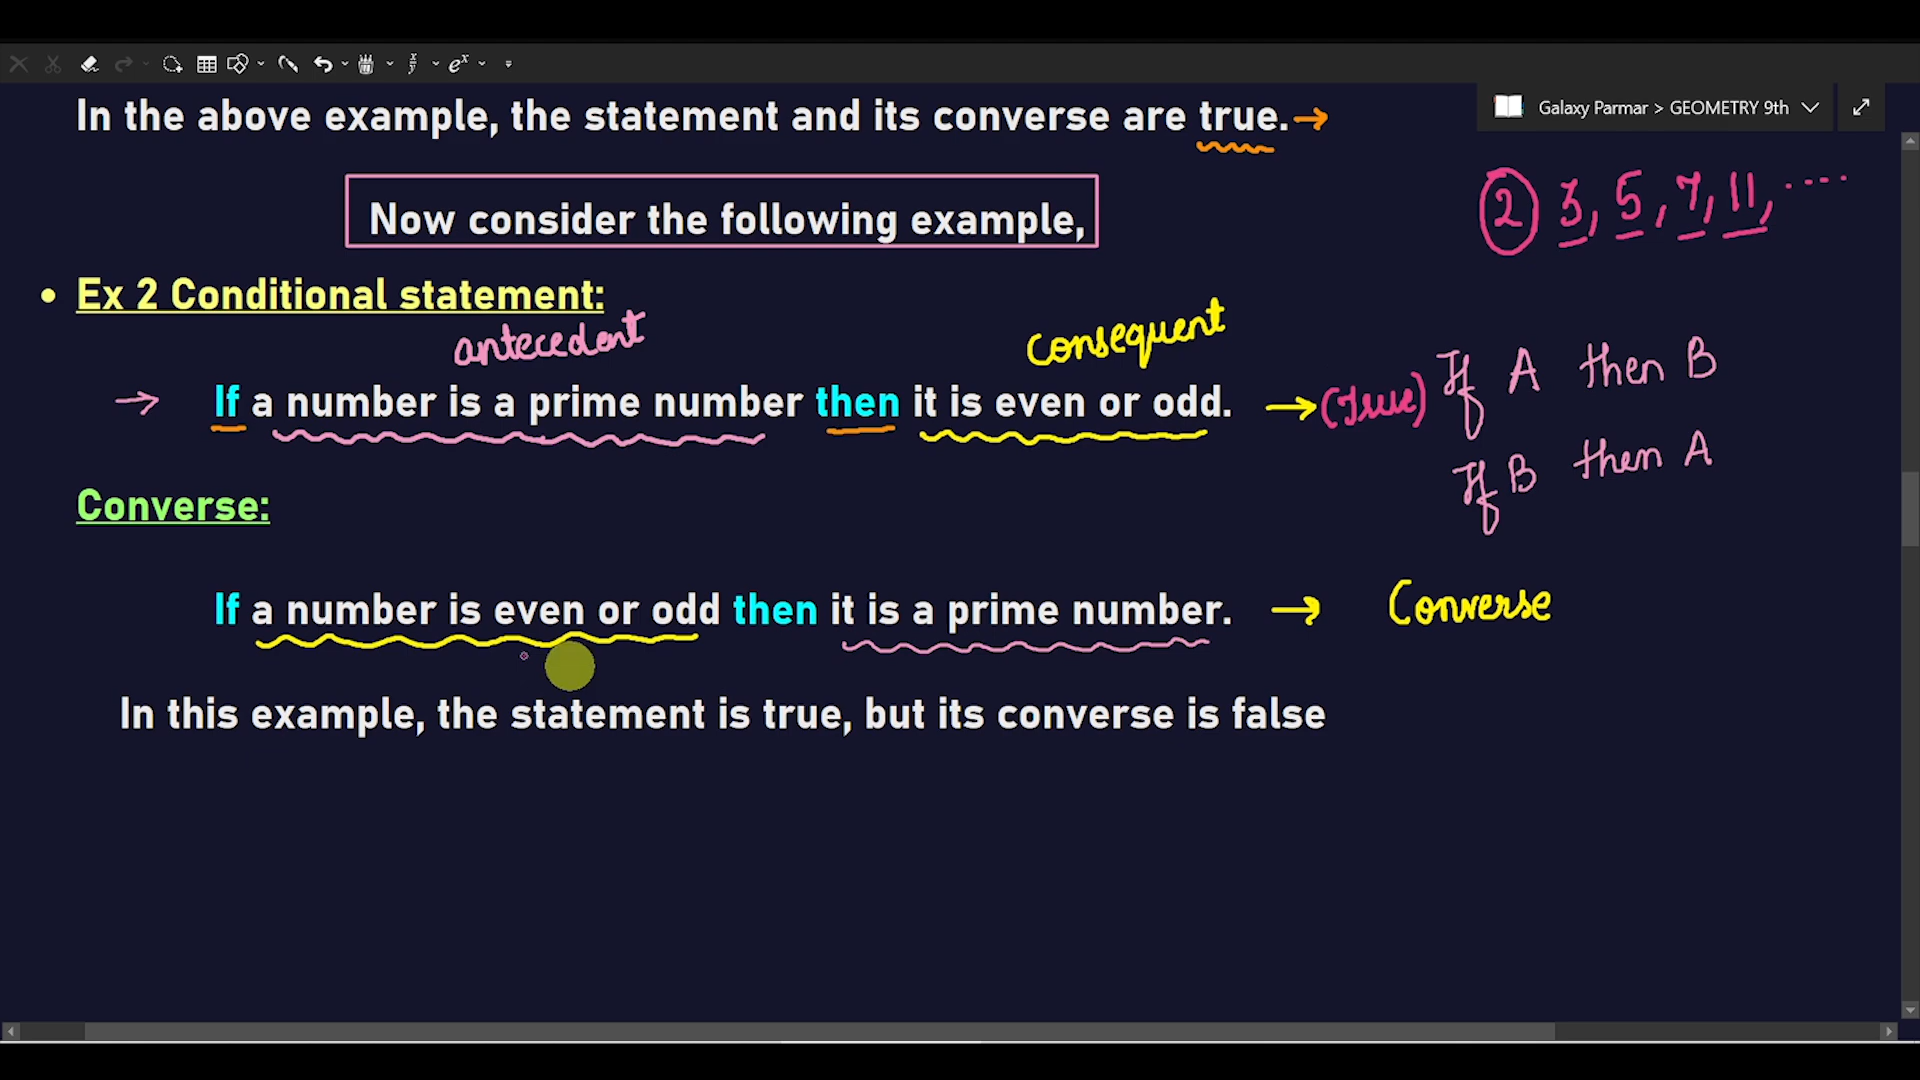 In the above example, the statement and its converse are true.→
Galaxy Parmar > GEOMETRY 9th
2 3, 5, 7, 11, ....
Now consider the following example,
• Ex 2 Conditional statement:
antecedent consequent
→ If a number is a prime number then it is even or odd. → (True)
If A then B
If B then A
Converse:
If a number is even or odd then it is a prime number. → Converse
In this example, the statement is true, but its converse is false